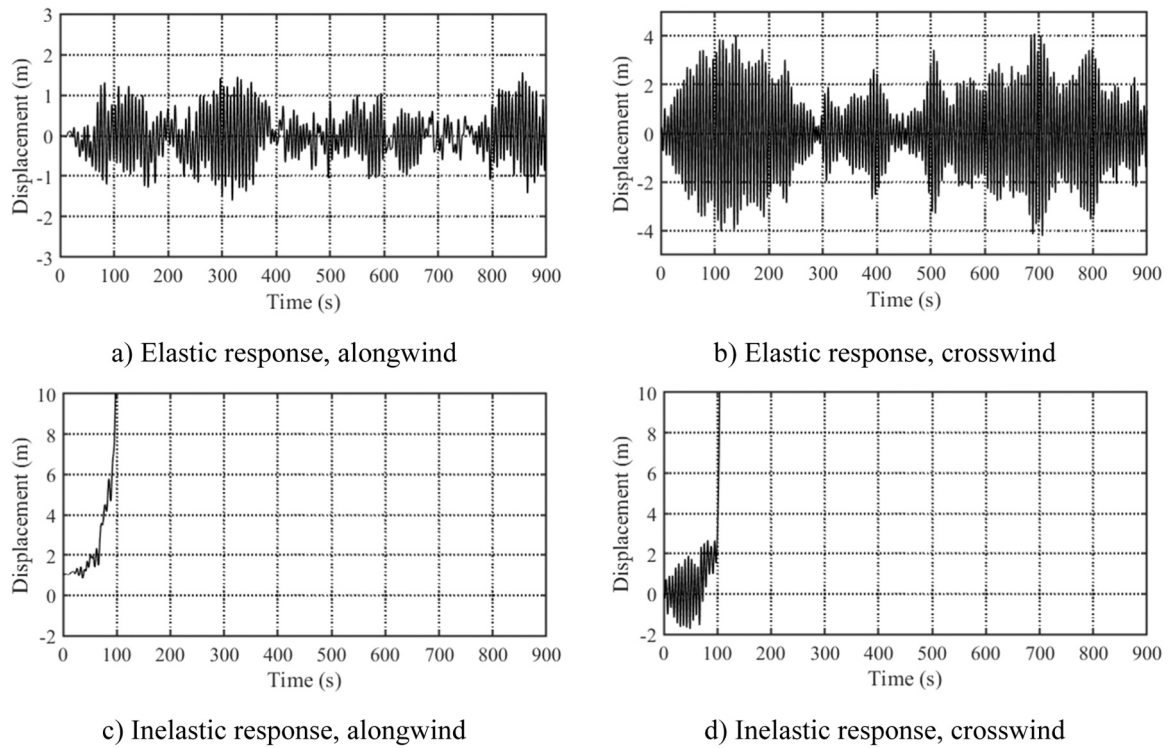 3
2
1
0
-1
-2
-3
Displacement (m)
0 100 200 300 400 500 600 700 800 900
Time (s)
a) Elastic response, alongwind
4
2
0
-2
-4
Displacement (m)
0 100 200 300 400 500 600 700 800 900
Time (s)
b) Elastic response, crosswind
10
8
6
4
2
0
-2
Displacement (m)
0 100 200 300 400 500 600 700 800 900
Time (s)
c) Inelastic response, alongwind
10
8
6
4
2
0
-2
Displacement (m)
0 100 200 300 400 500 600 700 800 900
Time (s)
d) Inelastic response, crosswind